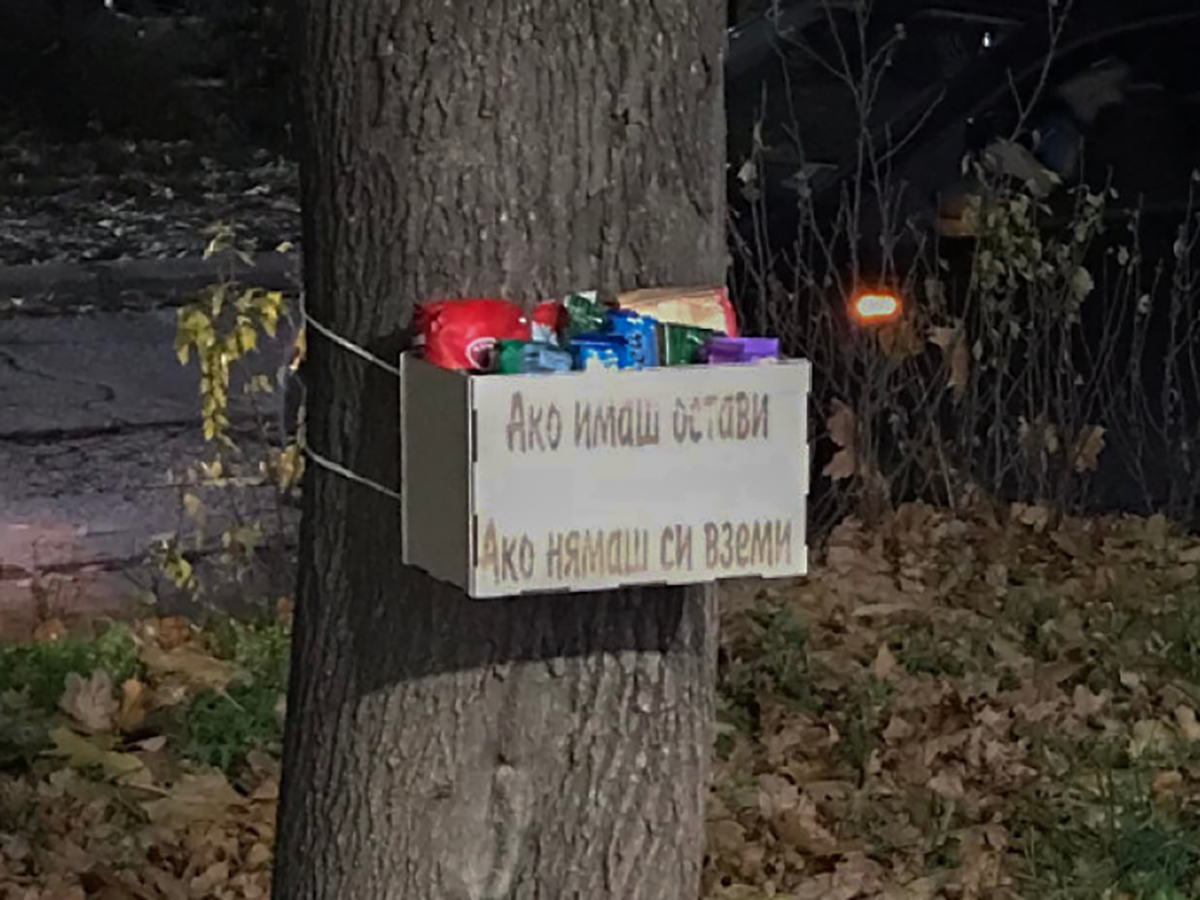 Ако имаш остави
Ако нямаш си вземи